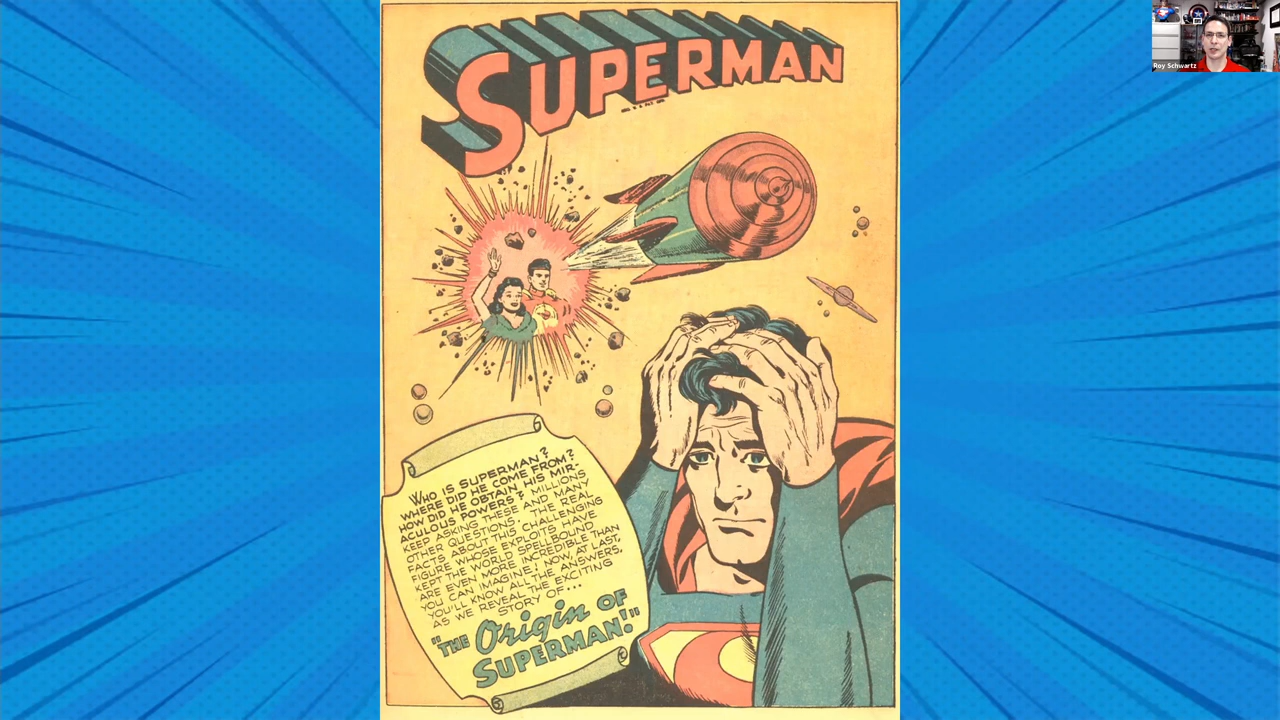 SUPERMAN
Roy Schwartz
WHO IS SUPERMAN?
WHERE DID HE COME FROM?
HOW DID HE OBTAIN HIS MIR-
ACULOUS POWERS? MILLIONS
KEEP ASKING THESE AND MANY
OTHER QUESTIONS. THE REAL
FACTS ABOUT THIS CHALLENGING
FIGURE WHOSE EXPLOITS HAVE
KEPT THE WORLD SPELLBOUND
ARE EVEN MORE INCREDIBLE THAN
YOU CAN IMAGINE! NOW, AT LAST,
YOU'LL KNOW ALL THE ANSWERS,
AS WE REVEAL THE EXCITING
STORY OF...
"THE Origin OF
SUPERMAN!"